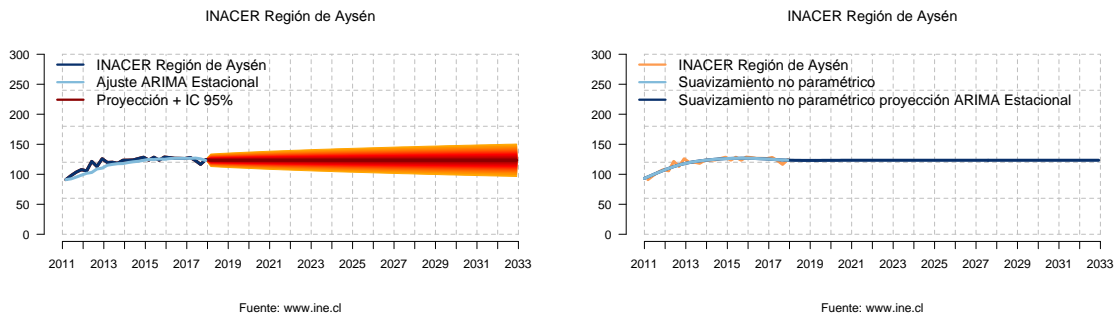 INACER Región de Aysén
300
250
200
150
100
50
0
INACER Región de Aysén
Ajuste ARIMA Estacional
Proyección + IC 95%
2011 2013 2015 2017 2019 2021 2023 2025 2027 2029 2031 2033
Fuente: www.ine.cl
INACER Región de Aysén
300
250
200
150
100
50
0
INACER Región de Aysén
Suavizamiento no paramétrico
Suavizamiento no paramétrico proyección ARIMA Estacional
2011 2013 2015 2017 2019 2021 2023 2025 2027 2029 2031 2033
Fuente: www.ine.cl